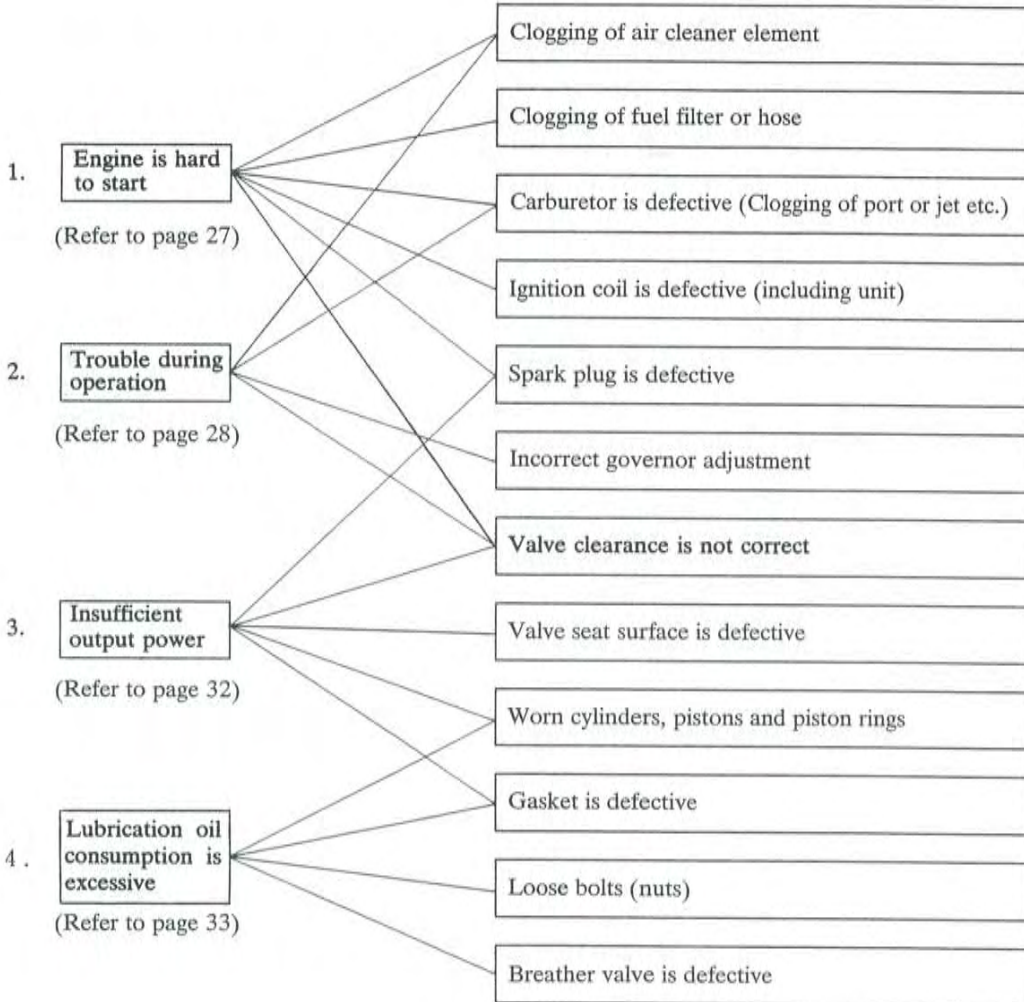 Clogging of air cleaner element
Clogging of fuel filter or hose
1.
Engine is hard
to start
(Refer to page 27)
Carburetor is defective (Clogging of port or jet etc.)
Ignition coil is defective (including unit)
2.
Trouble during
operation
(Refer to page 28)
Spark plug is defective
Incorrect governor adjustment
Valve clearance is not correct
3.
Insufficient
output power
(Refer to page 32)
Valve seat surface is defective
Worn cylinders, pistons and piston rings
Gasket is defective
4.
Lubrication oil
consumption is
excessive
(Refer to page 33)
Loose bolts (nuts)
Breather valve is defective